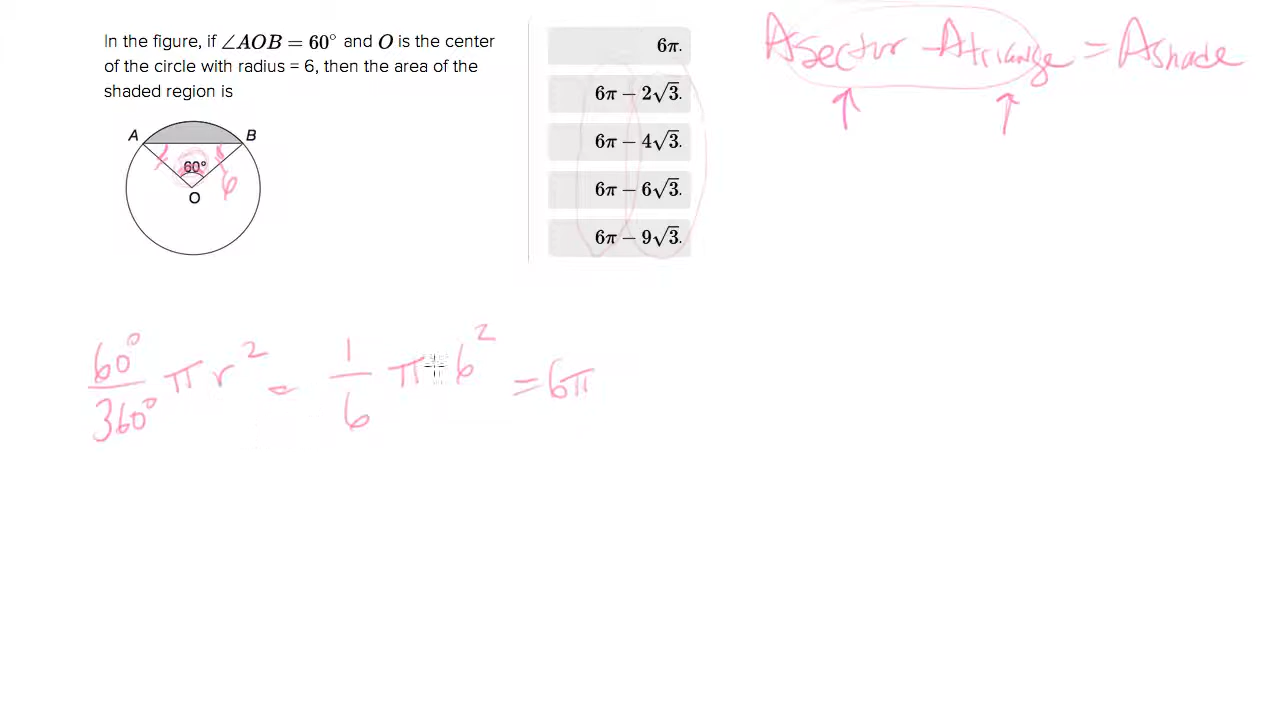 In the figure, if ∠AOB = 60° and O is the center
of the circle with radius = 6, then the area of the
shaded region is
A
B
60°
6
O
6π.
6π − 2√3.
6π − 4√3.
6π − 6√3.
6π − 9√3.
Asector - Atriange = Ashade
60°/360° πr² = 1/6 π 6² = 6π